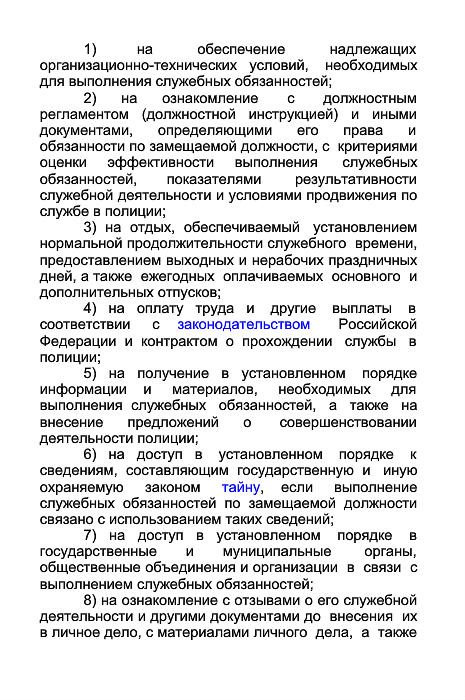 1) на обеспечение надлежащих
организационно-технических условий, необходимых
для выполнения служебных обязанностей;
2) на ознакомление с должностным
регламентом (должностной инструкцией) и иными
документами, определяющими его права и
обязанности по замещаемой должности, с критериями
оценки эффективности выполнения служебных
обязанностей, показателями результативности
служебной деятельности и условиями продвижения по
службе в полиции;
3) на отдых, обеспечиваемый установлением
нормальной продолжительности служебного времени,
предоставлением выходных и нерабочих праздничных
дней, а также ежегодных оплачиваемых основного и
дополнительных отпусков;
4) на оплату труда и другие выплаты в
соответствии с законодательством Российской
Федерации и контрактом о прохождении службы в
полиции;
5) на получение в установленном порядке
информации и материалов, необходимых для
выполнения служебных обязанностей, а также на
внесение предложений о совершенствовании
деятельности полиции;
6) на доступ в установленном порядке к
сведениям, составляющим государственную и иную
охраняемую законом тайну, если выполнение
служебных обязанностей по замещаемой должности
связано с использованием таких сведений;
7) на доступ в установленном порядке в
государственные и муниципальные органы,
общественные объединения и организации в связи с
выполнением служебных обязанностей;
8) на ознакомление с отзывами о его служебной
деятельности и другими документами до внесения их
в личное дело, с материалами личного дела, а также